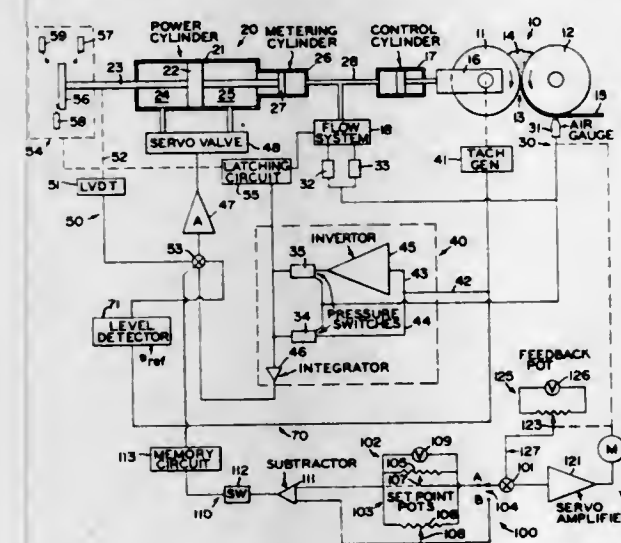 POWER CYLINDER
20
METERING CYLINDER
CONTROL CYLINDER
11
10
12
14
59
57
21
26
17
16
23
22
28
56
24
25
27
13
15
58
SERVO VALVE
48
FLOW SYSTEM
18
31
AIR GAUGE
54
30
52
LATCHING CIRCUIT
55
41
TACH GEN
32
33
51
LVDT
A
47
50
INVERTOR
45
40
53
35
43
42
71
PRESSURE SWITCHES
44
LEVEL DETECTOR
34
46
e ref
INTEGRATOR
FEEDBACK POT
125
V
126
70
123
113
MEMORY CIRCUIT
102
V
109
127
M
SUBTRACTOR
105
112
111
107
A
101
121
SW
103
SET POINT POTS
B
104
110
106
SERVO AMPLIFIER
108
100